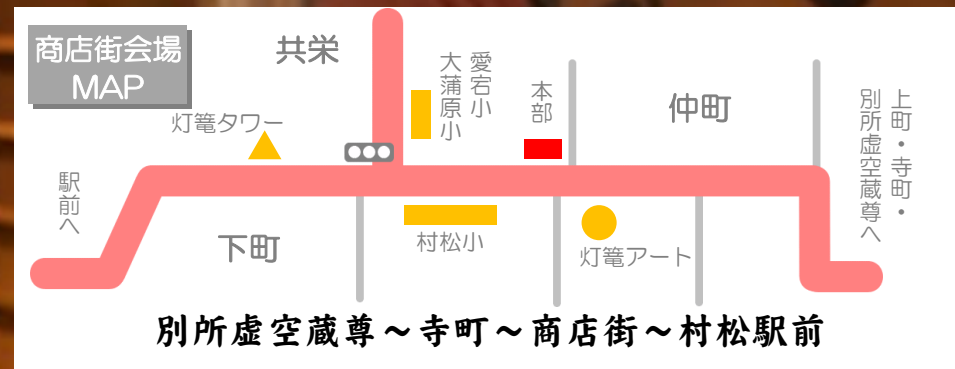 商店街会場
MAP
共栄
愛宕小
大蒲原小
本部
仲町
上町・寺町・
別所虚空蔵尊へ
灯篭タワー
駅前へ
下町
村松小
灯篭アート
別所虚空蔵尊～寺町～商店街～村松駅前